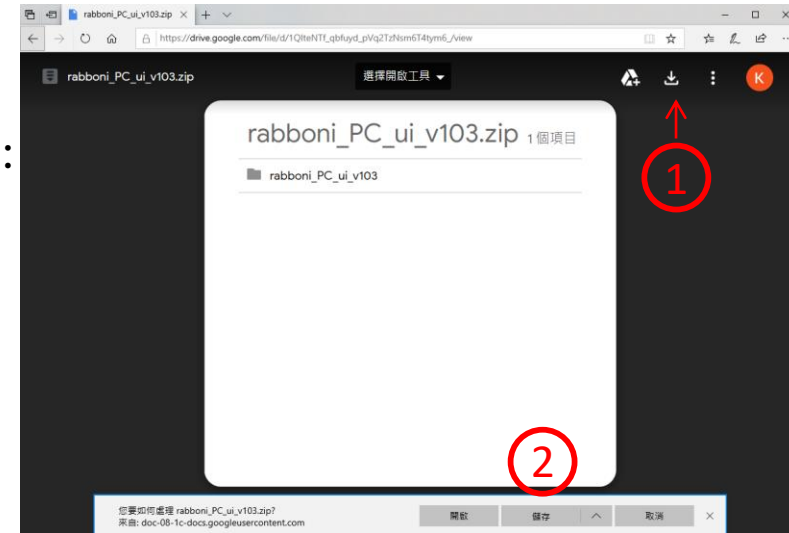 rabboni_PC_ui_v103.zip
https://drive.google.com/file/d/1QIteNTf_qbfuyd_pVq2TzNsm6T4tym6_/view
rabboni_PC_ui_v103.zip
選擇開啟工具
K
:
rabboni_PC_ui_v103.zip 1 個項目
rabboni_PC_ui_v103
1
2
您要如何處理 rabboni_PC_ui_v103.zip?
來自: doc-08-1c-docs.googleusercontent.com
開啟
儲存
取消